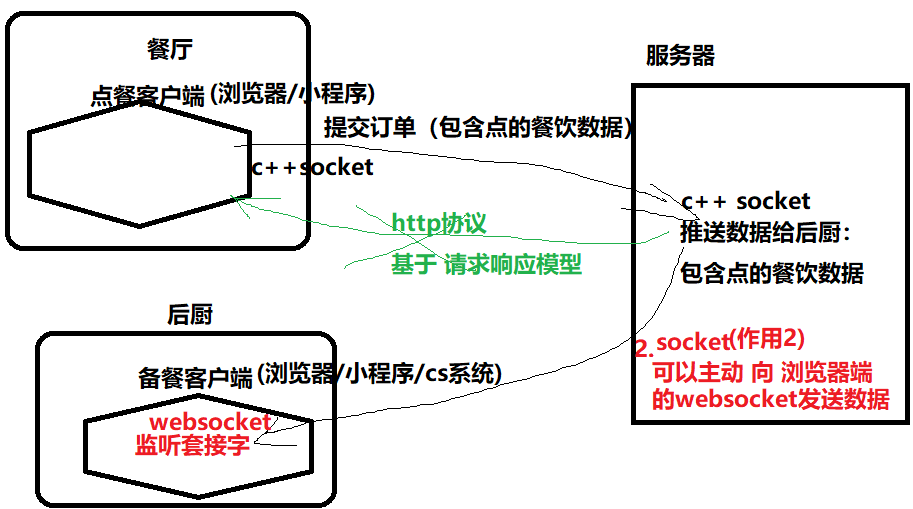 餐厅
服务器
点餐客户端(浏览器/小程序)
提交订单（包含点的餐饮数据）
c++socket
c++ socket
http协议
推送数据给后厨：
基于 请求响应模型
包含点的餐饮数据
后厨
2.socket(作用2)
可以主动 向 浏览器端
的websocket发送数据
备餐客户端(浏览器/小程序/cs系统)
websocket
监听套接字